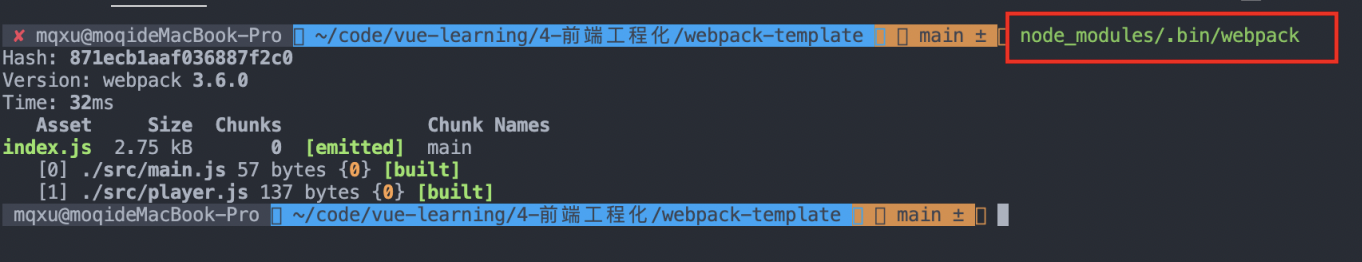 ✘ mqxu@moqideMacBook-Pro ~/code/vue-learning/4-前端工程化/webpack-template main ± node_modules/.bin/webpack
Hash: 871ecb1aaf036887f2c0
Version: webpack 3.6.0
Time: 32ms
Asset Size Chunks Chunk Names
index.js 2.75 kB 0 [emitted] main
[0] ./src/main.js 57 bytes {0} [built]
[1] ./src/player.js 137 bytes {0} [built]
mqxu@moqideMacBook-Pro ~/code/vue-learning/4-前端工程化/webpack-template main ±